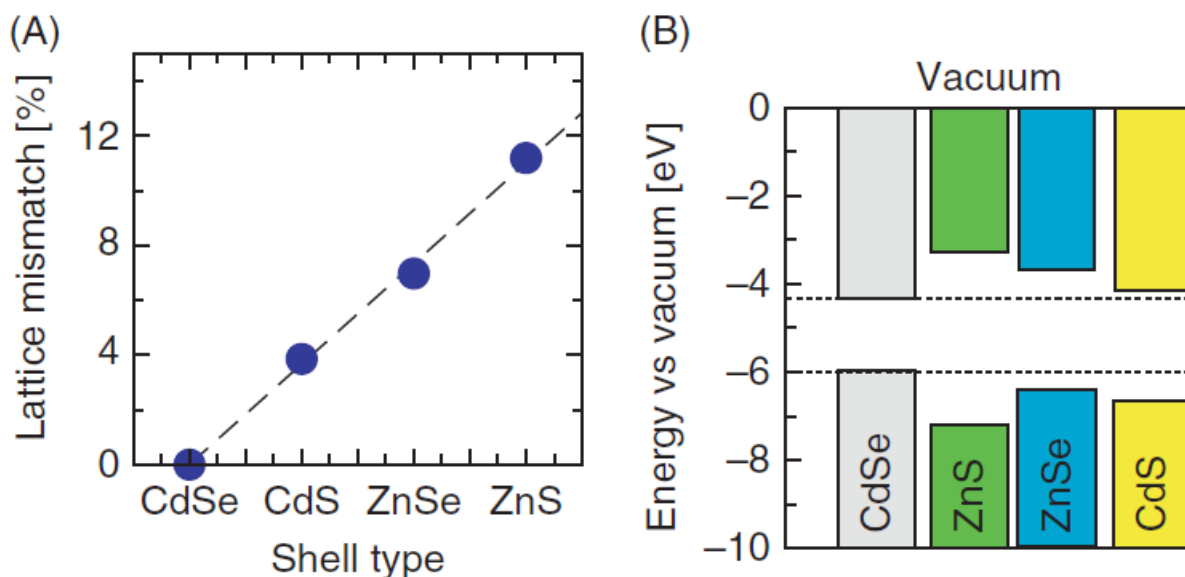 (A)
Lattice mismatch [%]
12
8
4
0
CdSe CdS ZnSe ZnS
Shell type
(B)
Vacuum
Energy vs vacuum [eV]
0
−2
−4
−6
−8
−10
CdSe
ZnS
ZnSe
CdS